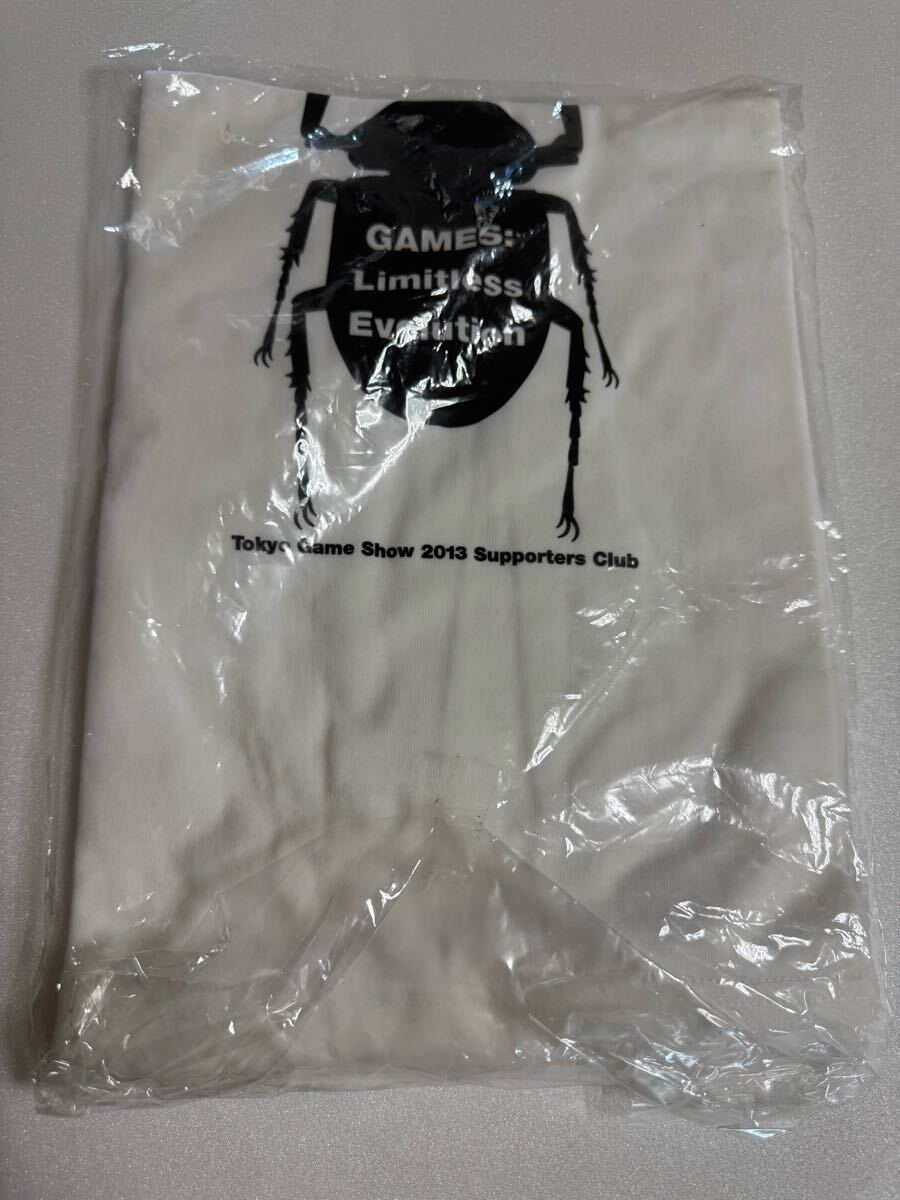 GAMES:
Limitless
Evolution
Tokyo Game Show 2013 Supporters Club